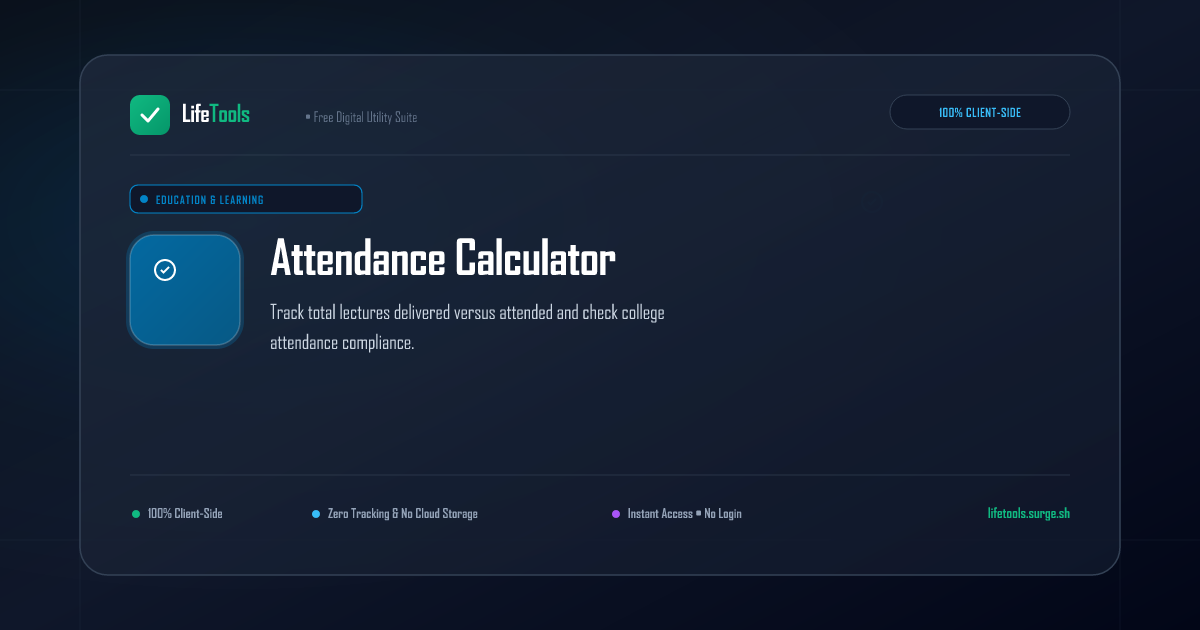 LifeTools
▪ Free Digital Utility Suite
100% CLIENT-SIDE
EDUCATION & LEARNING
Attendance Calculator
Track total lectures delivered versus attended and check college
attendance compliance.
100% Client-Side
Zero Tracking & No Cloud Storage
Instant Access ▪ No Login
lifetools.surge.sh